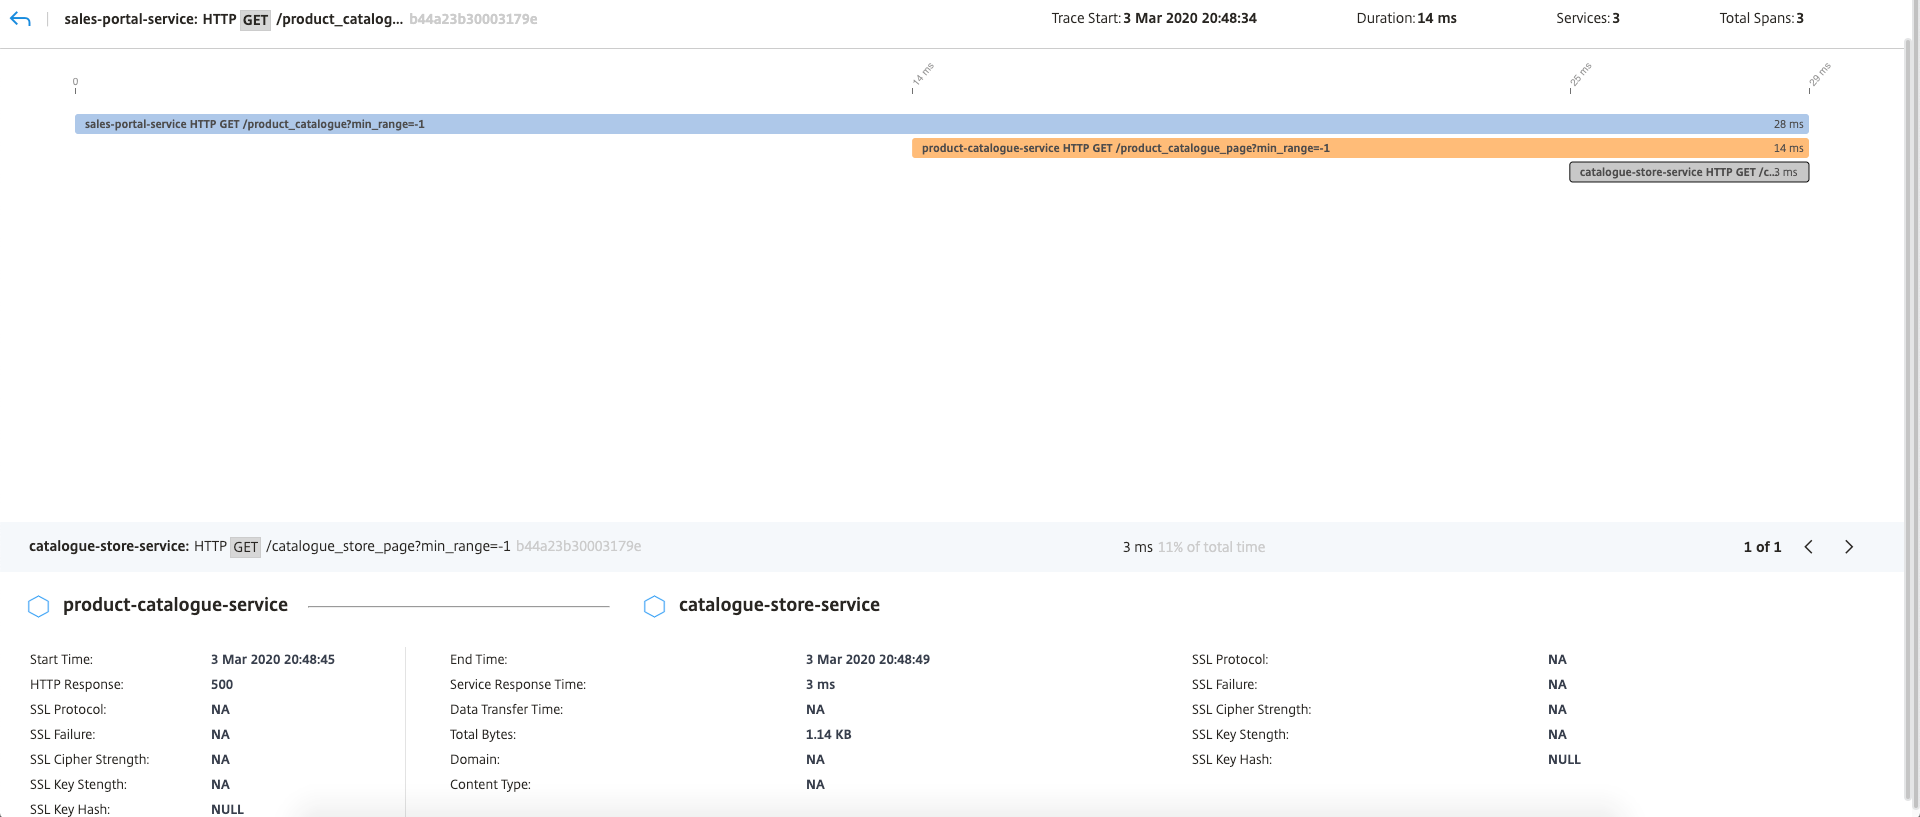 sales-portal-service: HTTP GET /product_catalog... b44a23b30003179e
Trace Start: 3 Mar 2020 20:48:34
Duration: 14 ms
Services: 3
Total Spans: 3
0
14 ms
25 ms
29 ms
sales-portal-service HTTP GET /product_catalogue?min_range=-1 28 ms
product-catalogue-service HTTP GET /product_catalogue_page?min_range=-1 14 ms
catalogue-store-service HTTP GET /c..3 ms
catalogue-store-service: HTTP GET /catalogue_store_page?min_range=-1 b44a23b30003179e
3 ms 11% of total time
1 of 1
product-catalogue-service
catalogue-store-service
Start Time: 3 Mar 2020 20:48:45
HTTP Response: 500
SSL Protocol: NA
SSL Failure: NA
SSL Cipher Strength: NA
SSL Key Stength: NA
SSL Key Hash: NULL
End Time: 3 Mar 2020 20:48:49
Service Response Time: 3 ms
Data Transfer Time: NA
Total Bytes: 1.14 KB
Domain: NA
Content Type: NA
SSL Protocol: NA
SSL Failure: NA
SSL Cipher Strength: NA
SSL Key Stength: NA
SSL Key Hash: NULL